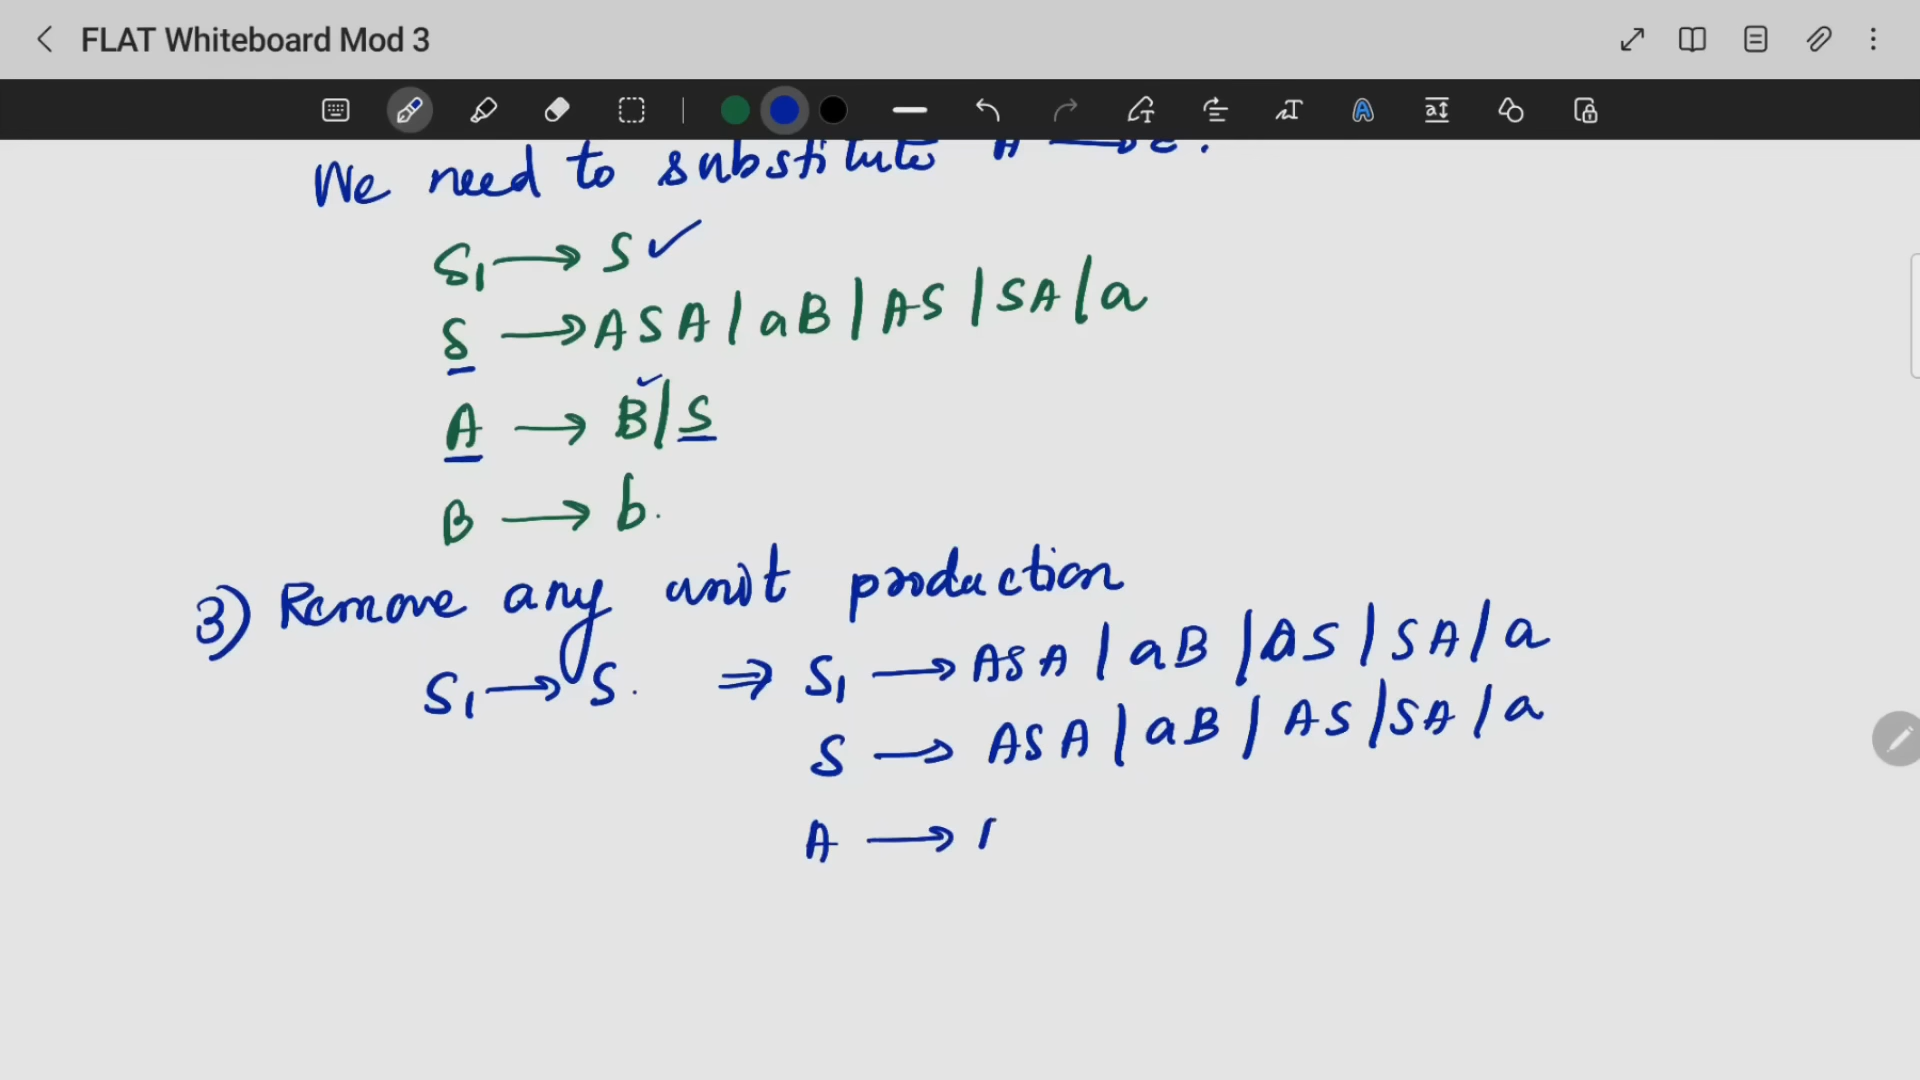 FLAT Whiteboard Mod 3
We need to substitute A → ε.
S₁ → S ✓
S → ASA | aB | AS | SA | a
A → B | S
B → b.
3) Remove any unit production
S₁ → S. ⇒ S₁ → ASA | aB | AS | SA | a
S → ASA | aB | AS | SA | a
A →